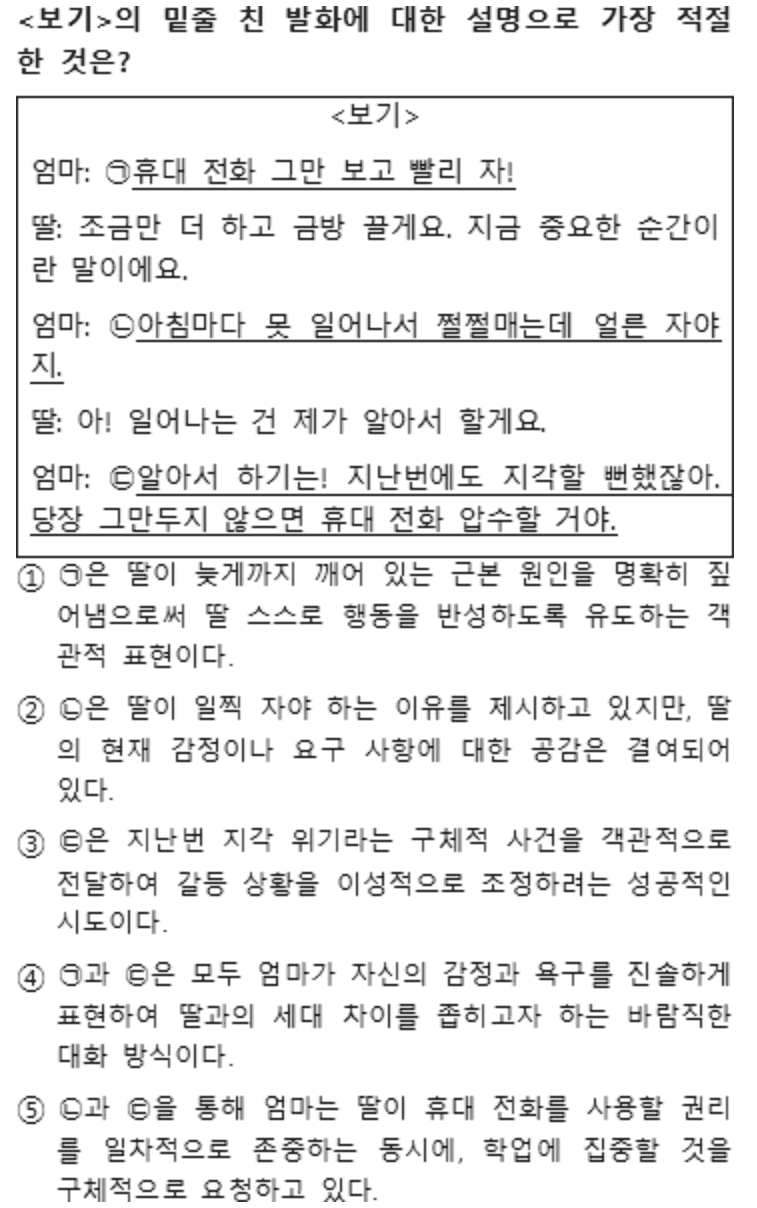 <보기>의 밑줄 친 발화에 대한 설명으로 가장 적절
한 것은?
<보기>
엄마: ㉠휴대 전화 그만 보고 빨리 자!
딸: 조금만 더 하고 금방 끌게요. 지금 중요한 순간이
란 말이에요.
엄마: ㉡아침마다 못 일어나서 쩔쩔매는데 얼른 자야
지.
딸: 아! 일어나는 건 제가 알아서 할게요.
엄마: ㉢알아서 하기는! 지난번에도 지각할 뻔했잖아.
당장 그만두지 않으면 휴대 전화 압수할 거야.
① ㉠은 딸이 늦게까지 깨어 있는 근본 원인을 명확히 짚
어냄으로써 딸 스스로 행동을 반성하도록 유도하는 객
관적 표현이다.
② ㉡은 딸이 일찍 자야 하는 이유를 제시하고 있지만, 딸
의 현재 감정이나 요구 사항에 대한 공감은 결여되어
있다.
③ ㉢은 지난번 지각 위기라는 구체적 사건을 객관적으로
전달하여 갈등 상황을 이성적으로 조정하려는 성공적인
시도이다.
④ ㉠과 ㉢은 모두 엄마가 자신의 감정과 욕구를 진솔하게
표현하여 딸과의 세대 차이를 좁히고자 하는 바람직한
대화 방식이다.
⑤ ㉡과 ㉢을 통해 엄마는 딸이 휴대 전화를 사용할 권리
를 일차적으로 존중하는 동시에, 학업에 집중할 것을
구체적으로 요청하고 있다.